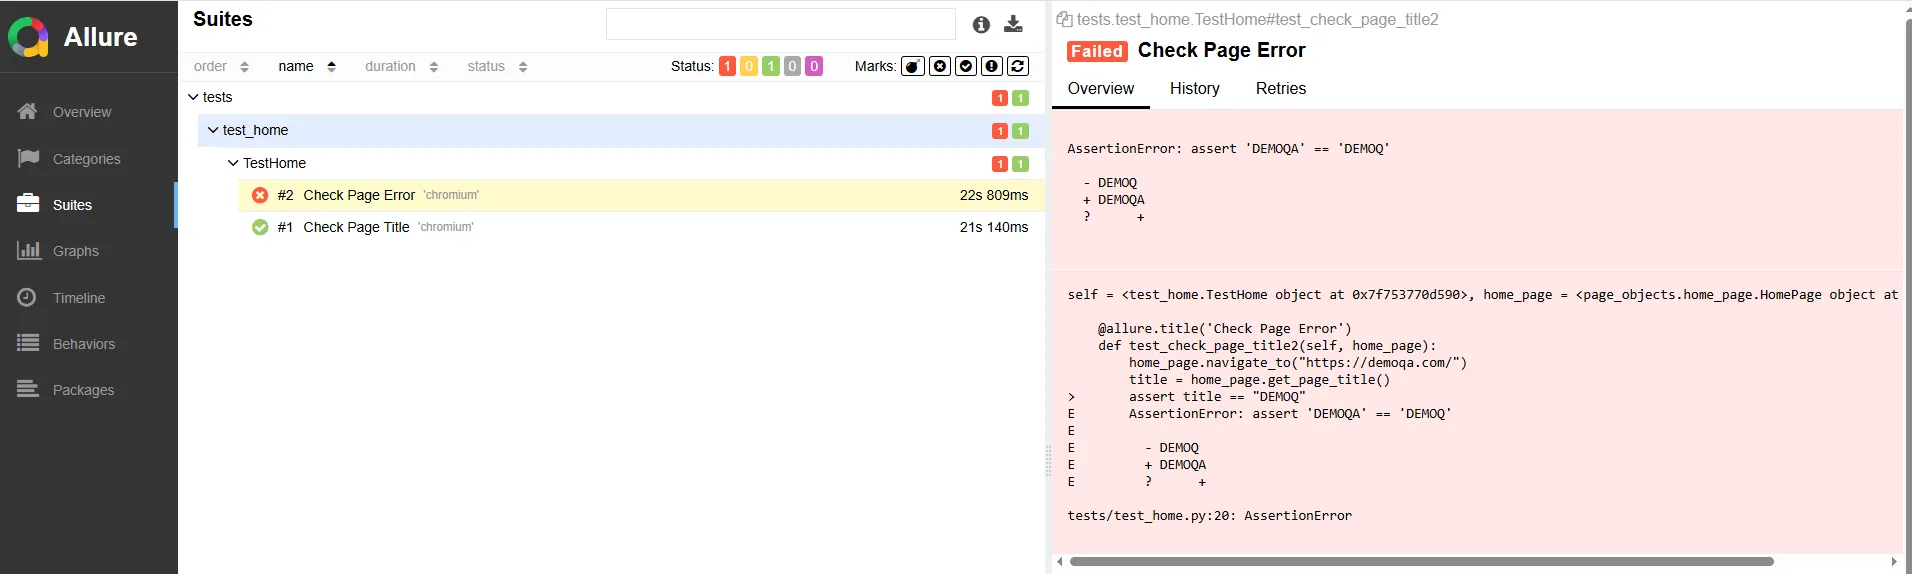 Allure
Overview
Categories
Suites
Graphs
Timeline
Behaviors
Packages
Suites
order name duration status Status: 1 0 1 0 0 Marks:
tests 1 1
test_home 1 1
TestHome 1 1
#2 Check Page Error 'chromium' 22s 809ms
#1 Check Page Title 'chromium' 21s 140ms
tests.test_home.TestHome#test_check_page_title2
Failed Check Page Error
Overview History Retries
AssertionError: assert 'DEMOQA' == 'DEMOQ'
- DEMOQ
+ DEMOQA
? +
self = <test_home.TestHome object at 0x7f753770d590>, home_page = <page_objects.home_page.HomePage object at
@allure.title('Check Page Error')
def test_check_page_title2(self, home_page):
home_page.navigate_to("https://demoqa.com/")
title = home_page.get_page_title()
> assert title == "DEMOQ"
E AssertionError: assert 'DEMOQA' == 'DEMOQ'
E
E - DEMOQ
E + DEMOQA
E ? +
tests/test_home.py:20: AssertionError